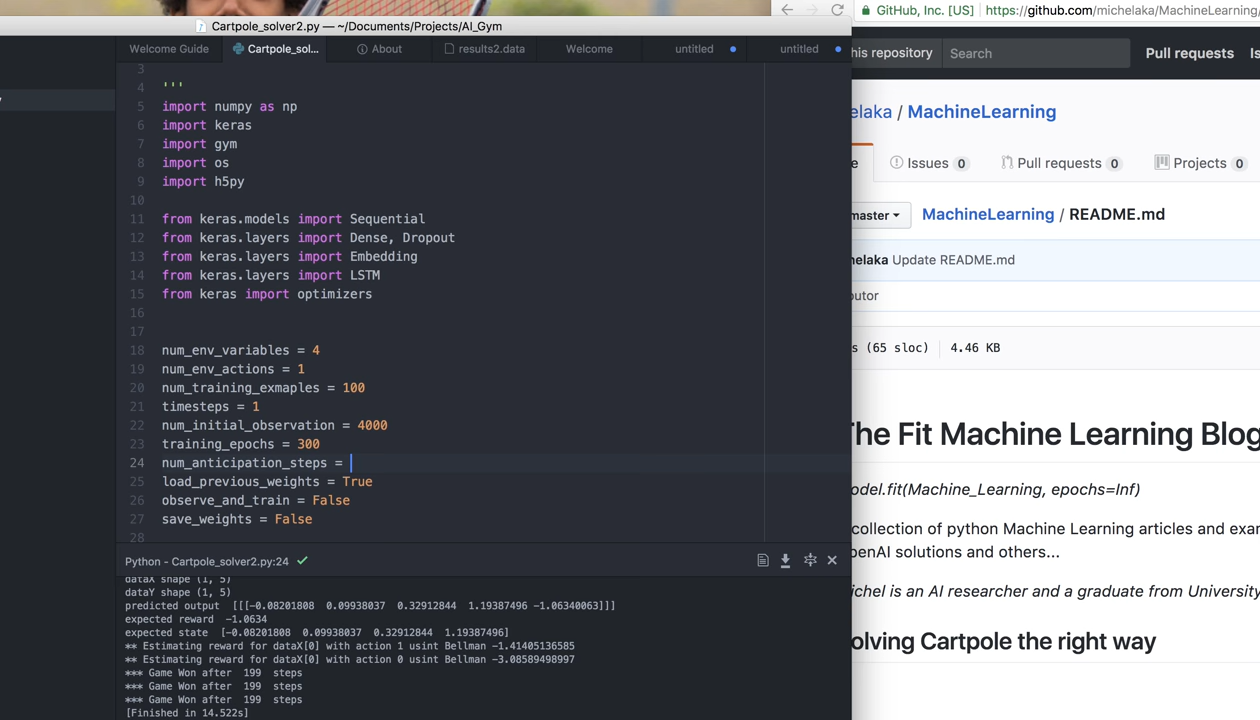 Cartpole_solver2.py — ~/Documents/Projects/AI_Gym
Welcome Guide
Cartpole_sol...
About
results2.data
Welcome
untitled
untitled
3
4 '''
5 import numpy as np
6 import keras
7 import gym
8 import os
9 import h5py
10
11 from keras.models import Sequential
12 from keras.layers import Dense, Dropout
13 from keras.layers import Embedding
14 from keras.layers import LSTM
15 from keras import optimizers
16
17
18 num_env_variables = 4
19 num_env_actions = 1
20 num_training_exmaples = 100
21 timesteps = 1
22 num_initial_observation = 4000
23 training_epochs = 300
24 num_anticipation_steps =
25 load_previous_weights = True
26 observe_and_train = False
27 save_weights = False
28
Python - Cartpole_solver2.py:24
dataX shape (1, 5)
dataY shape (1, 5)
predicted output [[[-0.08201808 0.09938037 0.32912844 1.19387496 -1.06340063]]]
expected reward -1.0634
expected state [-0.08201808 0.09938037 0.32912844 1.19387496]
** Estimating reward for dataX[0] with action 1 usint Bellman -1.41405136585
** Estimating reward for dataX[0] with action 0 usint Bellman -3.08589498997
*** Game Won after 199 steps
*** Game Won after 199 steps
*** Game Won after 199 steps
[Finished in 14.522s]
GitHub, Inc. [US] https://github.com/michelaka/MachineLearning/
his repository
Search
Pull requests
Is
elaka / MachineLearning
e
Issues 0
Pull requests 0
Projects 0
master
MachineLearning / README.md
helaka Update README.md
butor
s (65 sloc) 4.46 KB
The Fit Machine Learning Blog
odel.fit(Machine_Learning, epochs=Inf)
collection of python Machine Learning articles and exar
penAI solutions and others...
ichel is an AI researcher and a graduate from University
olving Cartpole the right way